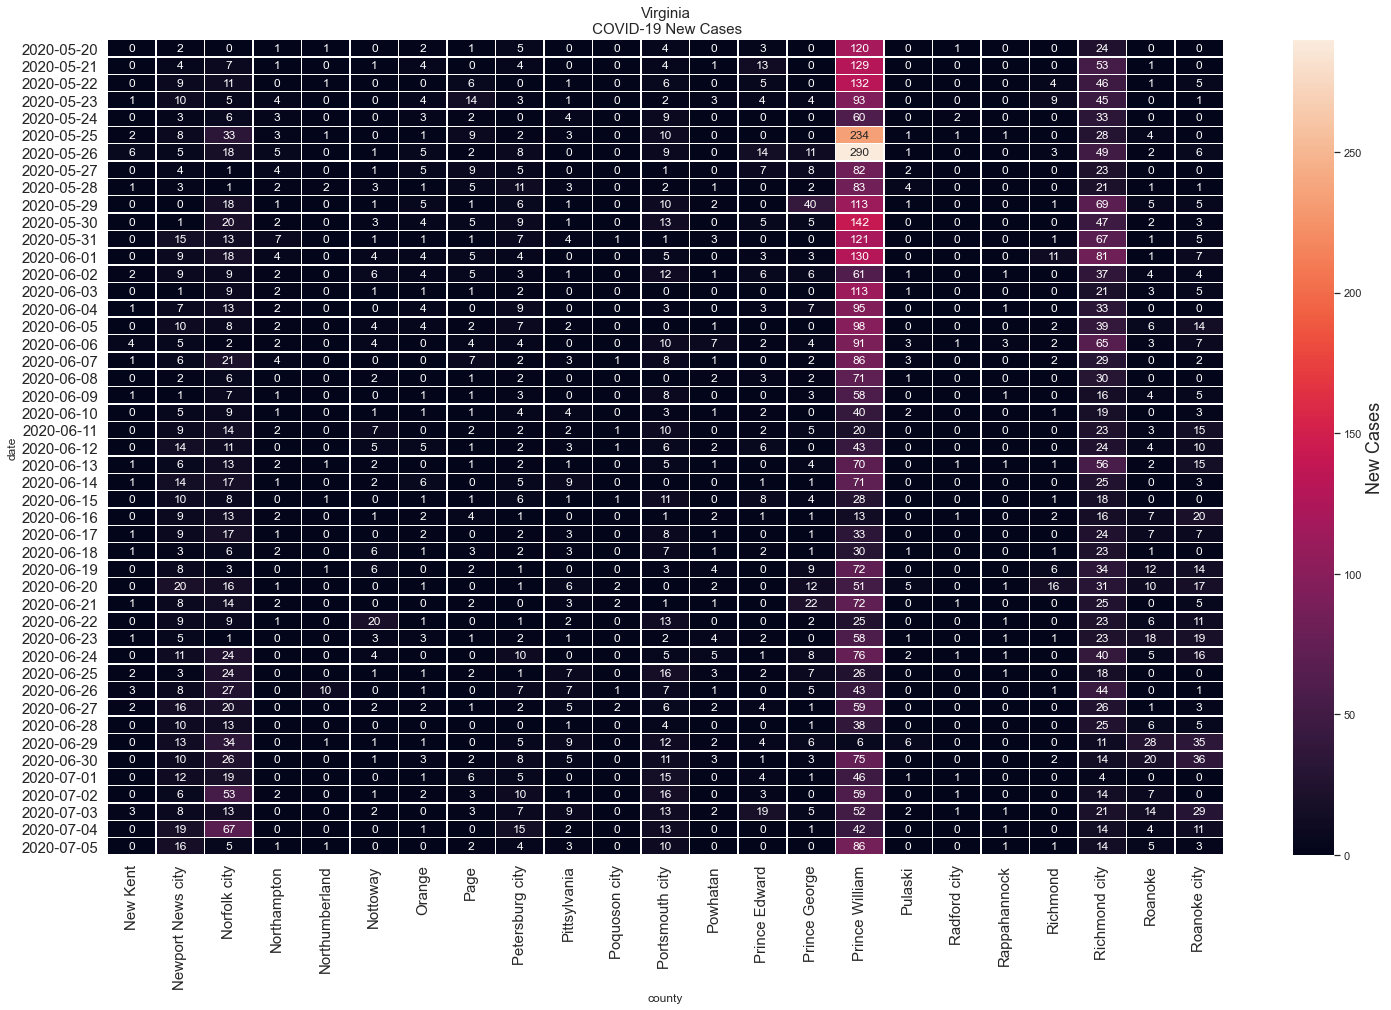 Virginia
COVID-19 New Cases
2020-05-20 0 2 0 1 1 0 2 1 5 0 0 4 0 3 0 120 0 1 0 0 24 0 0
2020-05-21 0 4 7 1 0 1 4 0 4 0 0 4 1 13 0 129 0 0 0 0 53 1 0
2020-05-22 0 9 11 0 1 0 0 6 0 1 0 6 0 5 0 132 0 0 0 4 46 1 5
2020-05-23 1 10 5 4 0 0 4 14 3 1 0 2 3 4 4 93 0 0 0 9 45 0 1
2020-05-24 0 3 6 3 0 0 3 2 0 4 0 9 0 0 0 60 0 2 0 0 33 0 0
2020-05-25 2 8 33 3 1 0 1 9 2 3 0 10 0 0 0 234 1 1 1 0 28 4 0
2020-05-26 6 5 18 5 0 1 5 2 8 0 0 9 0 14 11 290 1 0 0 3 49 2 6
2020-05-27 0 4 1 4 0 1 5 9 5 0 0 1 0 7 8 82 2 0 0 0 23 0 0
2020-05-28 1 3 1 2 2 3 1 5 11 3 0 2 1 0 2 83 4 0 0 0 21 1 1
2020-05-29 0 0 18 1 0 1 5 1 6 1 0 10 2 0 40 113 1 0 0 1 69 5 5
2020-05-30 0 1 20 2 0 3 4 5 9 1 0 13 0 5 5 142 0 0 0 0 47 2 3
2020-05-31 0 15 13 7 0 1 1 1 7 4 1 1 3 0 0 121 0 0 0 1 67 1 5
2020-06-01 0 9 18 4 0 4 4 5 4 0 0 5 0 3 3 130 0 0 0 11 81 1 7
2020-06-02 2 9 9 2 0 6 4 5 3 1 0 12 1 6 6 61 1 0 1 0 37 4 4
2020-06-03 0 1 9 2 0 1 1 1 2 0 0 0 0 0 0 113 1 0 0 0 21 3 5
2020-06-04 1 7 13 2 0 0 4 0 9 0 0 3 0 3 7 95 0 0 1 0 33 0 0
2020-06-05 0 10 8 2 0 4 4 2 7 2 0 0 1 0 0 98 0 0 0 2 39 6 14
2020-06-06 4 5 2 2 0 4 0 4 4 0 0 10 7 2 4 91 3 1 3 2 65 3 7
2020-06-07 1 6 21 4 0 0 0 7 2 3 1 8 1 0 2 86 3 0 0 2 29 0 2
2020-06-08 0 2 6 0 0 2 0 1 2 0 0 0 2 3 2 71 1 0 0 0 30 0 0
2020-06-09 1 1 7 1 0 0 1 1 3 0 0 8 0 0 3 58 0 0 1 0 16 4 5
2020-06-10 0 5 9 1 0 1 1 1 4 4 0 3 1 2 0 40 2 0 0 1 19 0 3
2020-06-11 0 9 14 2 0 7 0 2 2 2 1 10 0 2 5 20 0 0 0 0 23 3 15
2020-06-12 0 14 11 0 0 5 5 1 2 3 1 6 2 6 0 43 0 0 0 0 24 4 10
2020-06-13 1 6 13 2 1 2 0 1 2 1 0 5 1 0 4 70 0 1 1 1 56 2 15
2020-06-14 1 14 17 1 0 2 6 0 5 9 0 0 0 1 1 71 0 0 0 0 25 0 3
2020-06-15 0 10 8 0 1 0 1 1 6 1 1 11 0 8 4 28 0 0 0 1 18 0 0
2020-06-16 0 9 13 2 0 1 2 4 1 0 0 1 2 1 1 13 0 1 0 2 16 7 20
2020-06-17 1 9 17 1 0 0 2 0 2 3 0 8 1 0 1 33 0 0 0 0 24 7 7
2020-06-18 1 3 6 2 0 6 1 3 2 3 0 7 1 2 1 30 1 0 0 1 23 1 0
2020-06-19 0 8 3 0 1 6 0 2 1 0 0 3 4 0 9 72 0 0 0 6 34 12 14
2020-06-20 0 20 16 1 0 0 1 0 1 6 2 0 2 0 12 51 5 0 1 16 31 10 17
2020-06-21 1 8 14 2 0 0 0 2 0 3 2 1 1 0 22 72 0 1 0 0 25 0 5
2020-06-22 0 9 9 1 0 20 1 0 1 2 0 13 0 0 2 25 0 0 1 0 23 6 11
2020-06-23 1 5 1 0 0 3 3 1 2 1 0 2 4 2 0 58 1 0 1 1 23 18 19
2020-06-24 0 11 24 0 0 4 0 0 10 0 0 5 5 1 8 76 2 1 1 0 40 5 16
2020-06-25 2 3 24 0 0 1 1 2 1 7 0 16 3 2 7 26 0 0 1 0 18 0 0
2020-06-26 3 8 27 0 10 0 1 0 7 7 1 7 1 0 5 43 0 0 0 1 44 0 1
2020-06-27 2 16 20 0 0 2 2 1 2 5 2 6 2 4 1 59 0 0 0 0 26 1 3
2020-06-28 0 10 13 0 0 0 0 0 0 1 0 4 0 0 1 38 0 0 0 0 25 6 5
2020-06-29 0 13 34 0 1 1 1 0 5 9 0 12 2 4 6 6 6 0 0 0 11 28 35
2020-06-30 0 10 26 0 0 1 3 2 8 5 0 11 3 1 3 75 0 0 0 2 14 20 36
2020-07-01 0 12 19 0 0 0 1 6 5 0 0 15 0 4 1 46 1 1 0 0 4 0 0
2020-07-02 0 6 53 2 0 1 2 3 10 1 0 16 0 3 0 59 0 0 0 0 14 7 0
2020-07-03 3 8 13 0 0 2 0 3 7 9 0 13 2 19 5 52 2 1 1 0 21 14 29
2020-07-04 0 19 67 0 0 0 1 0 15 2 0 13 0 0 1 42 0 0 1 0 14 4 11
2020-07-05 0 16 5 1 1 0 0 2 4 3 0 10 0 0 0 86 0 0 1 1 14 5 3
date
New Kent
Newport News city
Norfolk city
Northampton
Northumberland
Nottoway
Orange
Page
Petersburg city
Pittsylvania
Poquoson city
Portsmouth city
Powhatan
Prince Edward
Prince George
Prince William
Pulaski
Radford city
Rappahannock
Richmond
Richmond city
Roanoke
Roanoke city
county
250
200
150
100
50
0
New Cases